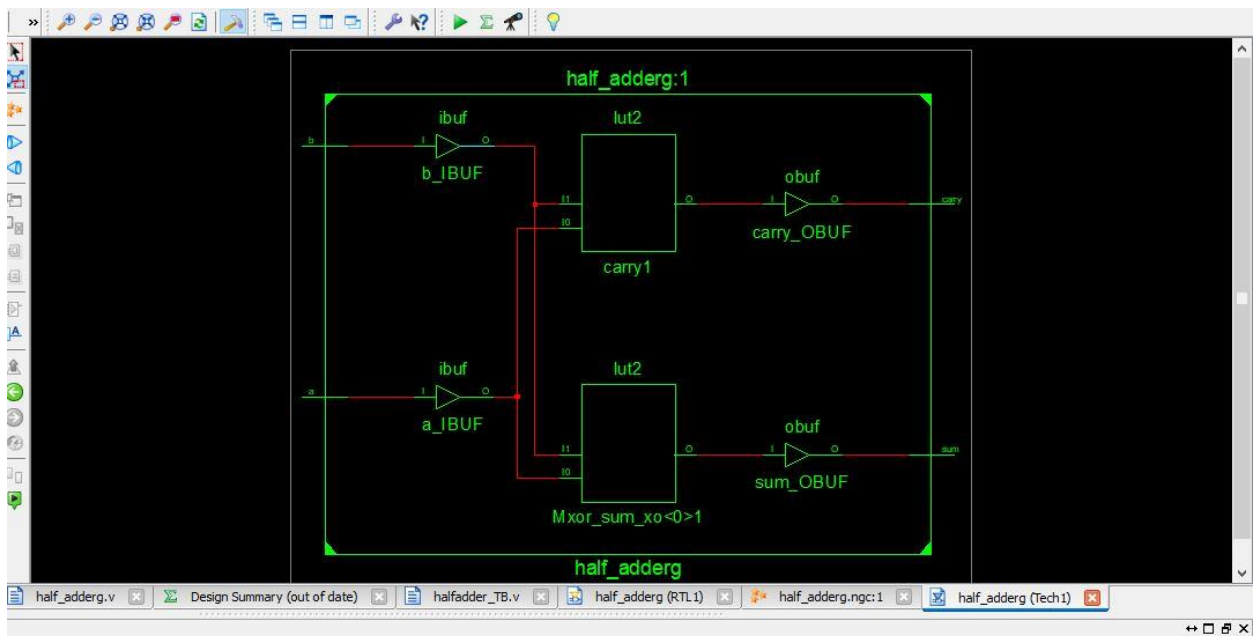 »
half_adderg:1
ibuf
lut2
b
I
O
b_IBUF
obuf
I1
O
I
O
carry
I0
carry_OBUF
carry1
ibuf
lut2
a
I
O
a_IBUF
obuf
I1
O
I
O
sum
I0
sum_OBUF
Mxor_sum_xo<0>1
half_adderg
half_adderg.v
Design Summary (out of date)
halfadder_TB.v
half_adderg (RTL1)
half_adderg.ngc:1
half_adderg (Tech1)